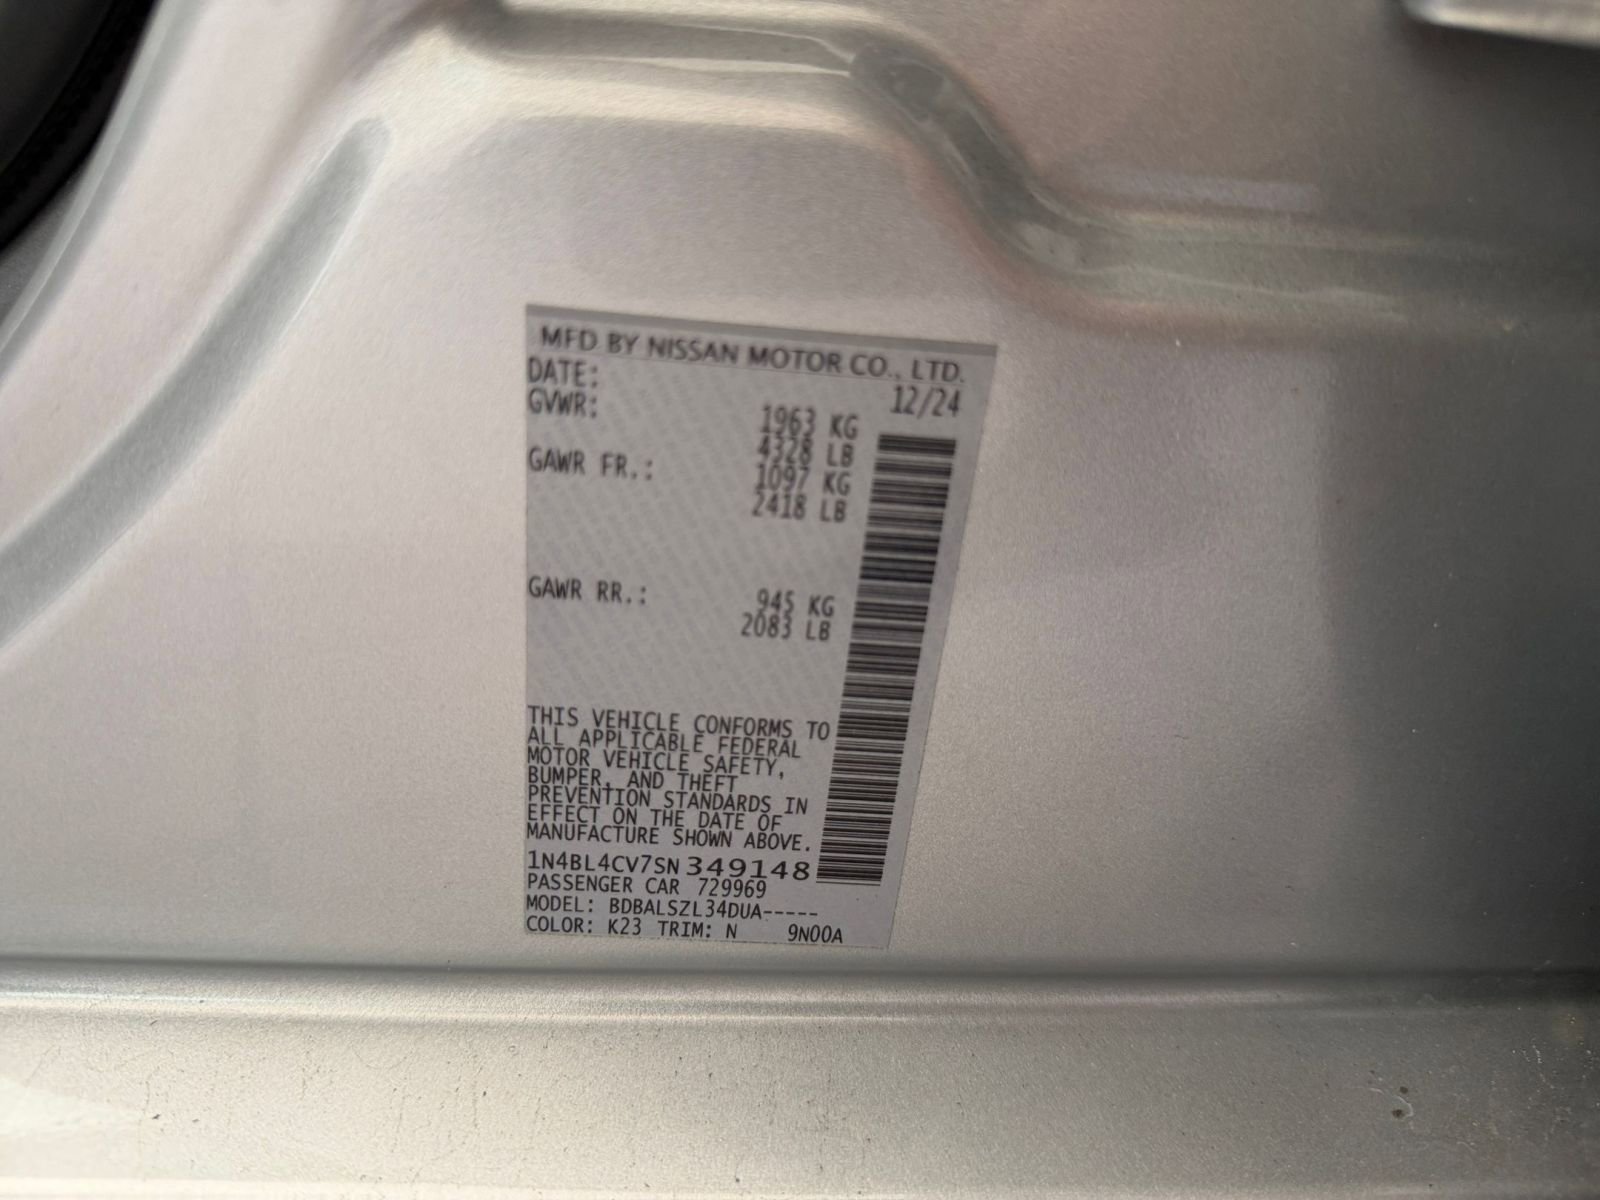 MFD BY NISSAN MOTOR CO., LTD.
DATE: 12/24
GVWR: 1963 KG
4328 LB
GAWR FR.: 1097 KG
2418 LB
GAWR RR.: 945 KG
2083 LB
THIS VEHICLE CONFORMS TO
ALL APPLICABLE FEDERAL
MOTOR VEHICLE SAFETY,
BUMPER, AND THEFT
PREVENTION STANDARDS IN
EFFECT ON THE DATE OF
MANUFACTURE SHOWN ABOVE.
1N4BL4CV7SN349148
PASSENGER CAR 729969
MODEL: BDBALSZL34DUA-----
COLOR: K23 TRIM: N 9N00A